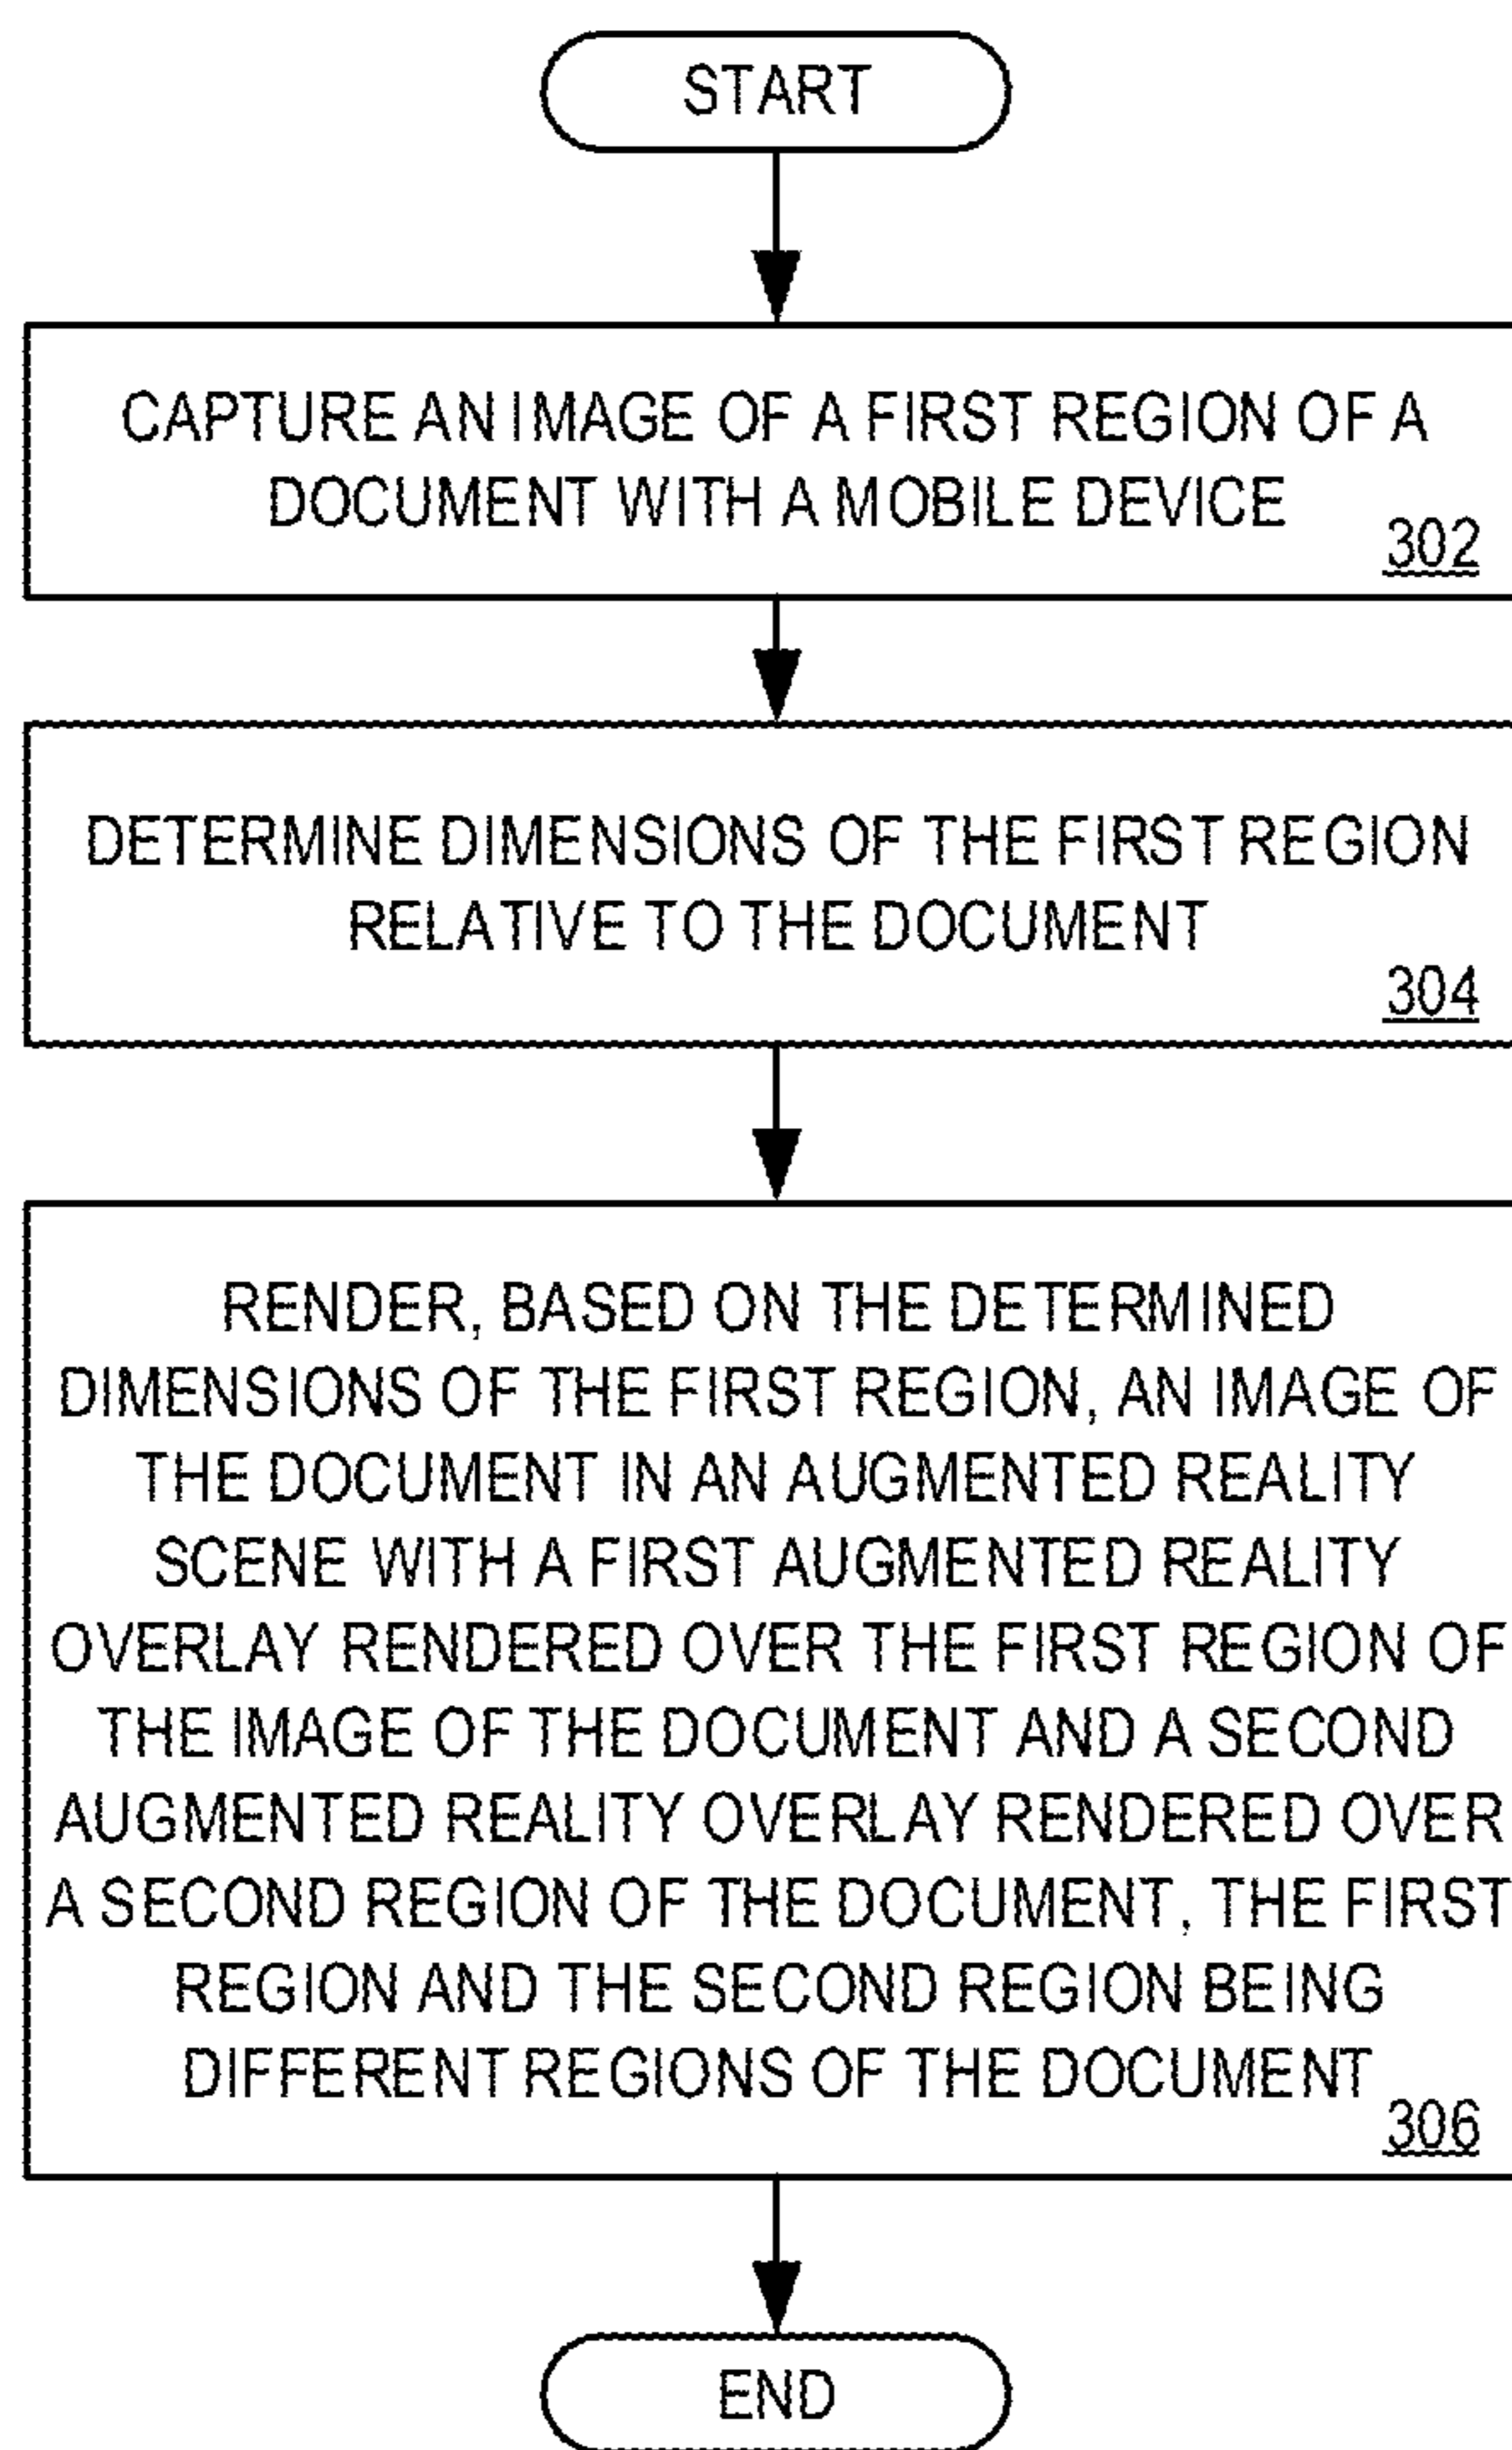 START
CAPTURE AN IMAGE OF A FIRST REGION OF A
DOCUMENT WITH A MOBILE DEVICE
302
DETERMINE DIMENSIONS OF THE FIRST REGION
RELATIVE TO THE DOCUMENT
304
RENDER, BASED ON THE DETERMINED
DIMENSIONS OF THE FIRST REGION, AN IMAGE OF
THE DOCUMENT IN AN AUGMENTED REALITY
SCENE WITH A FIRST AUGMENTED REALITY
OVERLAY RENDERED OVER THE FIRST REGION OF
THE IMAGE OF THE DOCUMENT AND A SECOND
AUGMENTED REALITY OVERLAY RENDERED OVER
A SECOND REGION OF THE DOCUMENT, THE FIRST
REGION AND THE SECOND REGION BEING
DIFFERENT REGIONS OF THE DOCUMENT
306
END